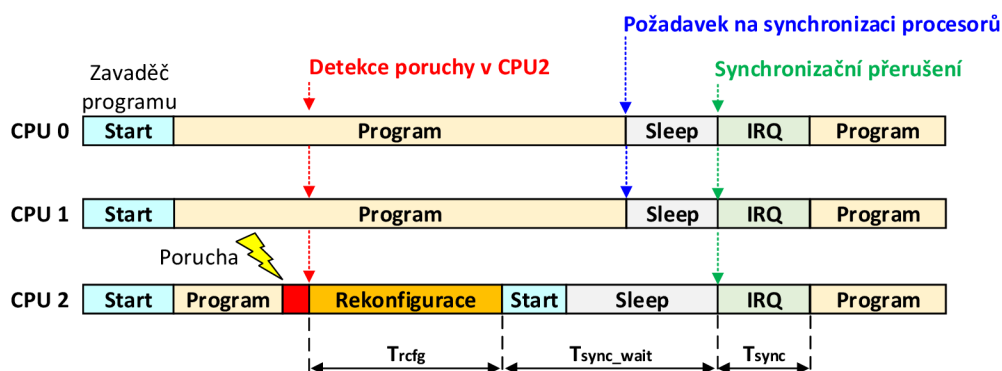 Požadavek na synchronizaci procesorů
Detekce poruchy v CPU2
Synchronizační přerušení
Zavaděč
programu
CPU 0 Start Program Sleep IRQ Program
CPU 1 Start Program Sleep IRQ Program
Porucha
CPU 2 Start Program Rekonfigurace Start Sleep IRQ Program
Trcfg Tsync_wait Tsync